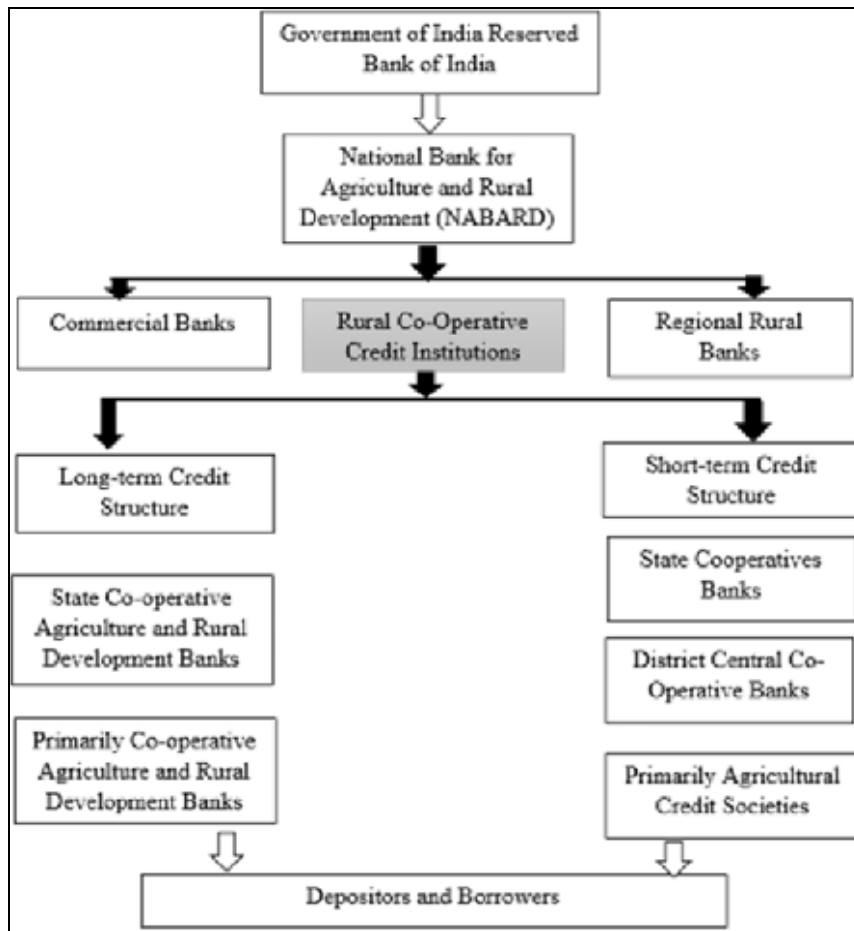 Government of India Reserved
Bank of India
National Bank for
Agriculture and Rural
Development (NABARD)
Commercial Banks
Rural Co-Operative
Credit Institutions
Regional Rural
Banks
Long-term Credit
Structure
Short-term Credit
Structure
State Co-operative
Agriculture and Rural
Development Banks
State Cooperatives
Banks
District Central Co-
Operative Banks
Primarily Co-operative
Agriculture and Rural
Development Banks
Primarily Agricultural
Credit Societies
Depositors and Borrowers